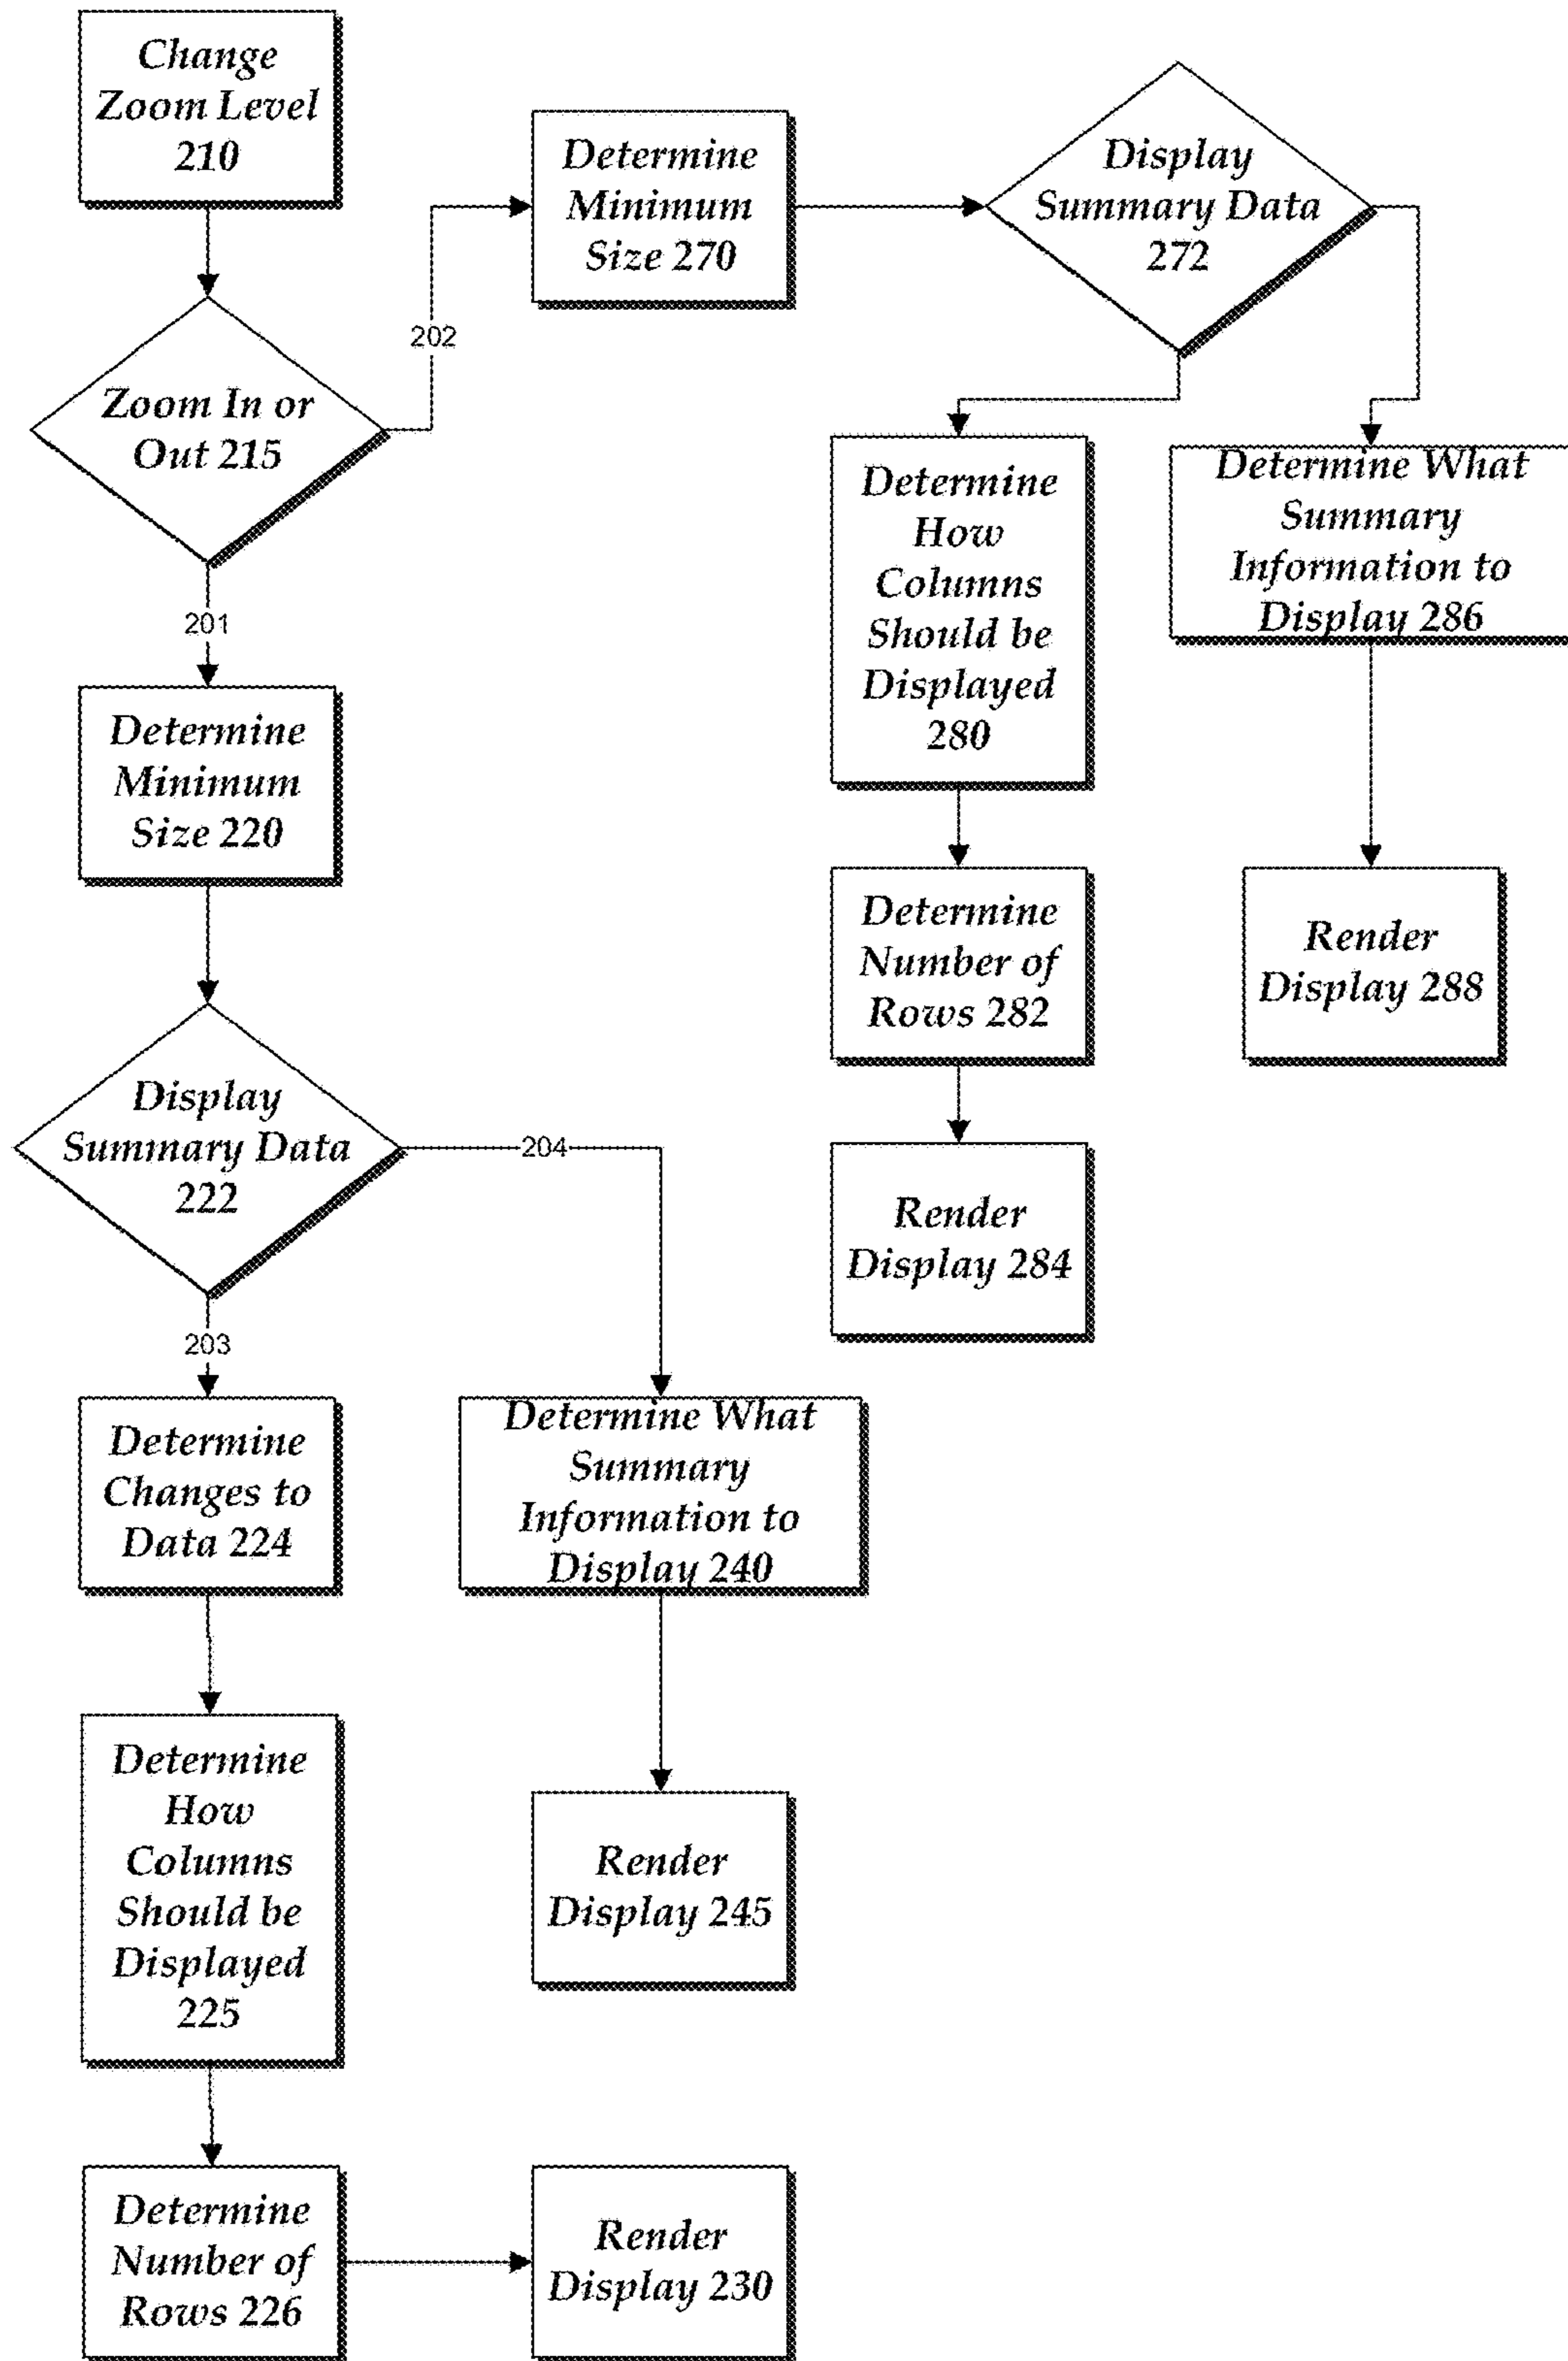 Change
Zoom Level
210
Zoom In or
Out 215
202
201
Determine
Minimum
Size 270
Display
Summary Data
272
Determine
How
Columns
Should be
Displayed
280
Determine What
Summary
Information to
Display 286
Determine
Number of
Rows 282
Render
Display 288
Render
Display 284
Determine
Minimum
Size 220
Display
Summary Data
222
204
203
Determine
Changes to
Data 224
Determine What
Summary
Information to
Display 240
Determine
How
Columns
Should be
Displayed
225
Render
Display 245
Determine
Number of
Rows 226
Render
Display 230